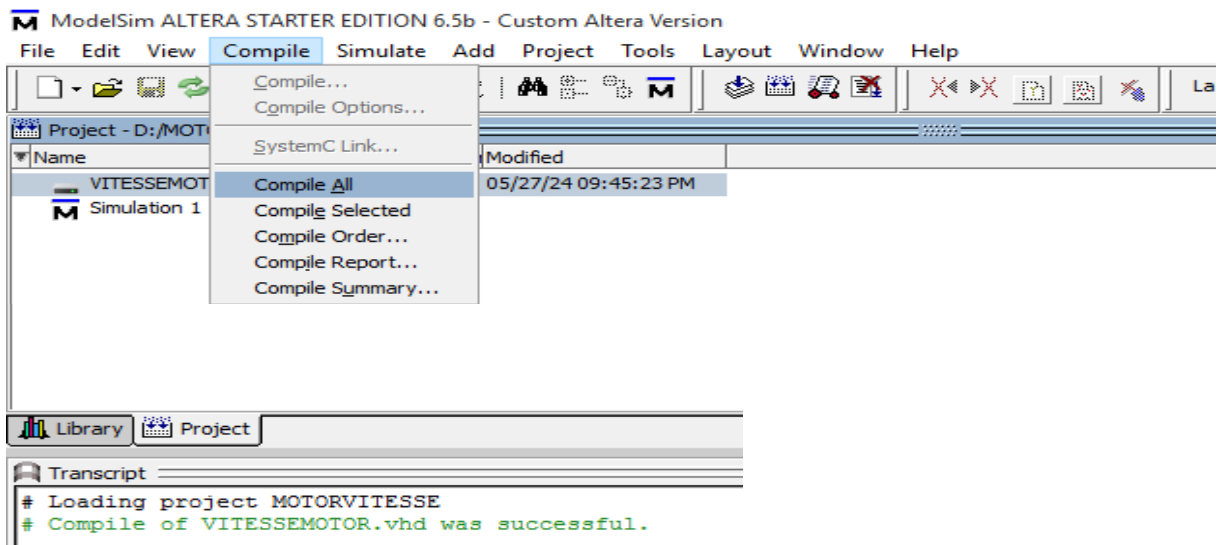 ModelSim ALTERA STARTER EDITION 6.5b - Custom Altera Version
File Edit View Compile Simulate Add Project Tools Layout Window Help
Compile...
Compile Options...
SystemC Link...
Compile All
Compile Selected
Compile Order...
Compile Report...
Compile Summary...
La
Project - D:/MOT
Name Modified
VITESSEMOT 05/27/24 09:45:23 PM
Simulation 1
Library Project
Transcript
# Loading project MOTORVITESSE
# Compile of VITESSEMOTOR.vhd was successful.